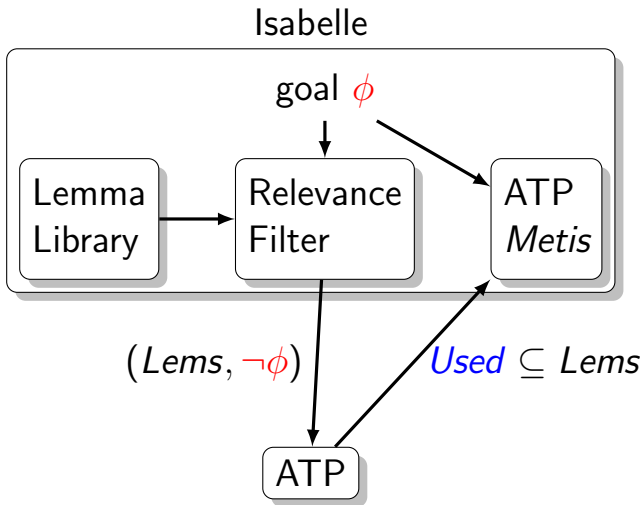 Isabelle
goal ϕ
Lemma
Library
Relevance
Filter
ATP
Metis
(Lems, ¬ϕ)
Used ⊆ Lems
ATP